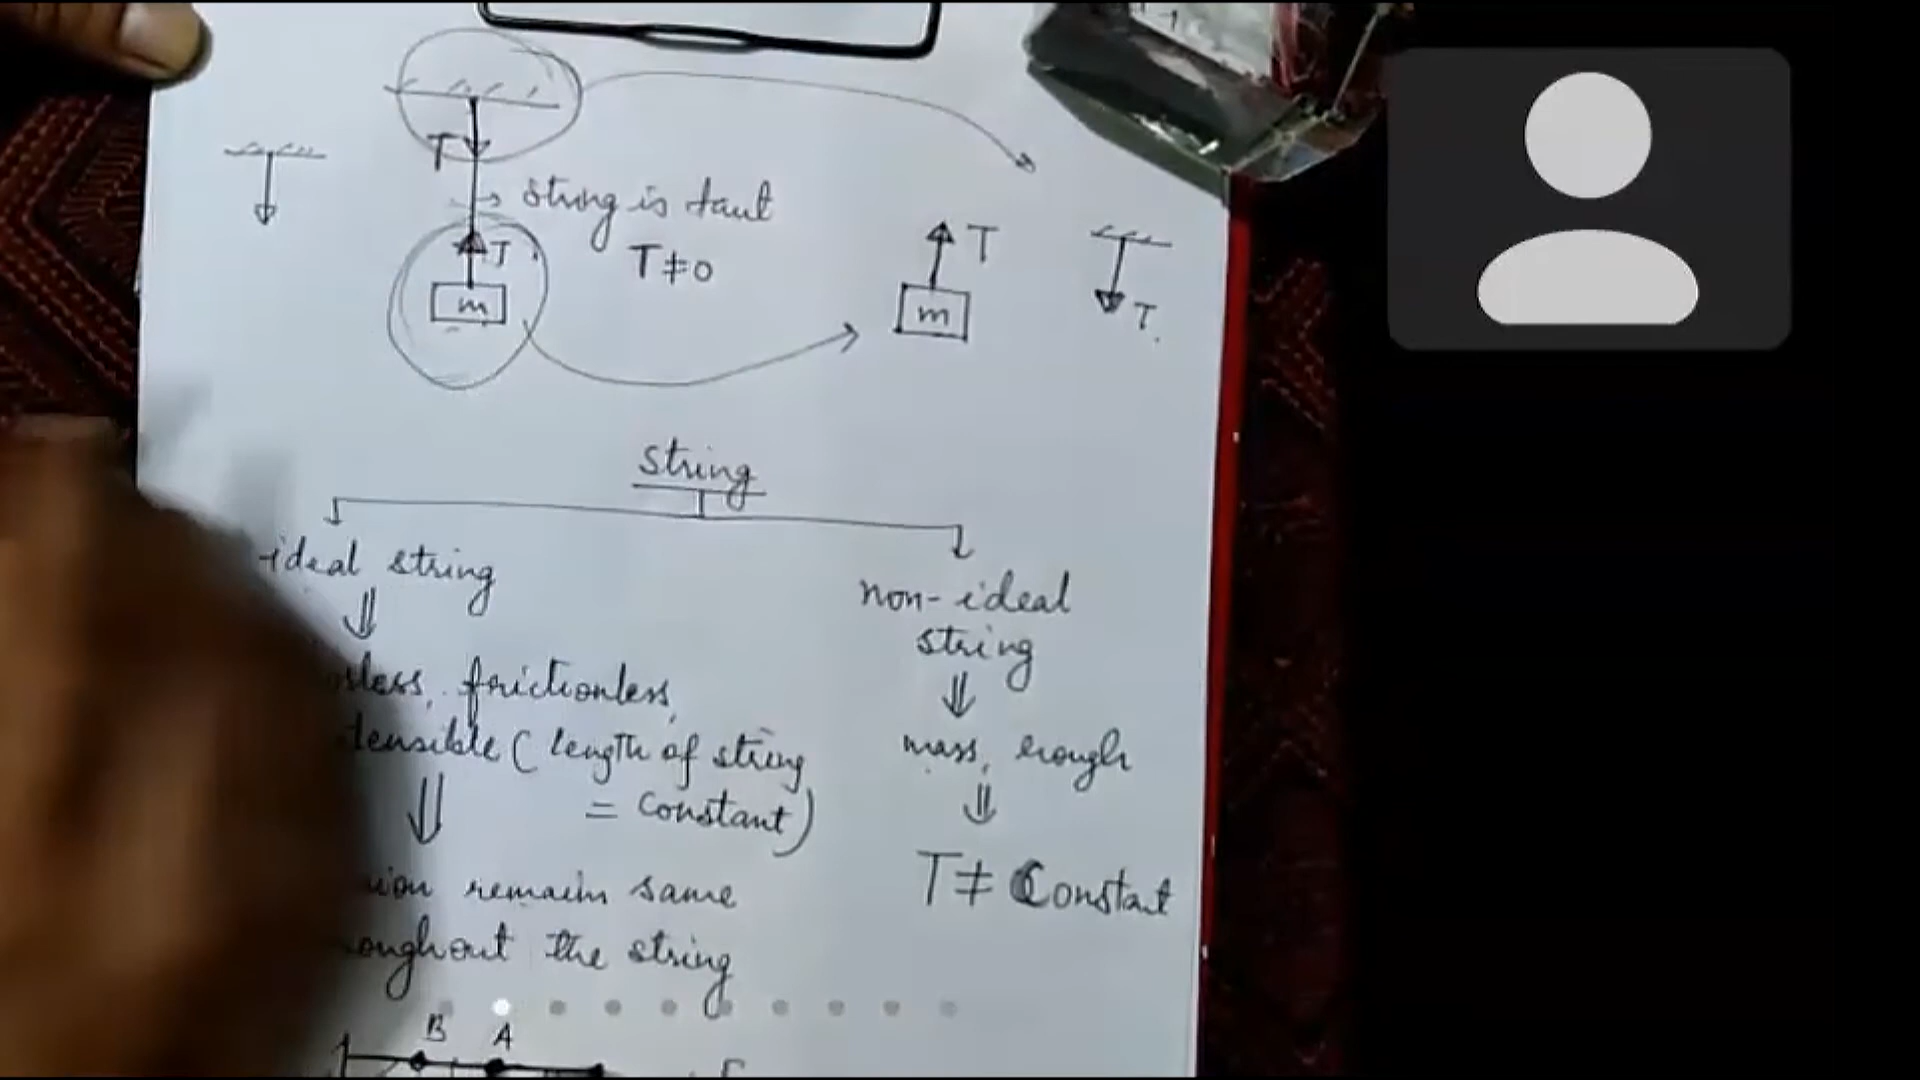 T
string is taut
T
T≠0
m
T
m
T
string
ideal string
frictionless,
( length of string
= constant)
remain same
the string
non-ideal
string
mass, rough
T ≠ Constant
B A